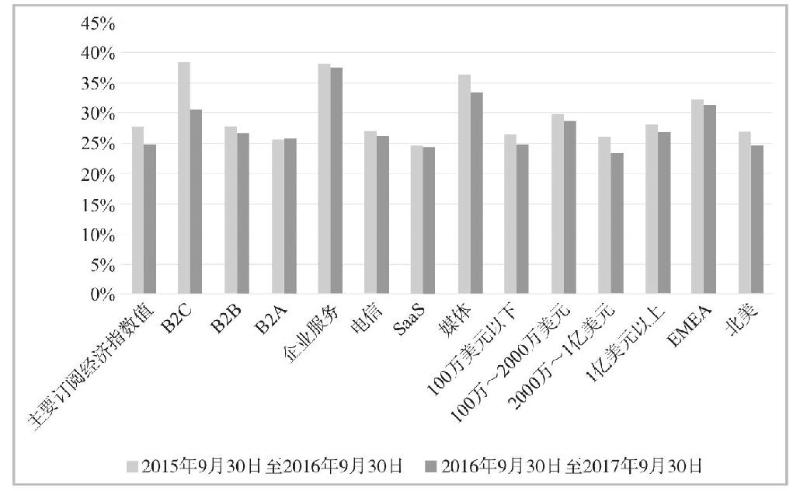 45%
40%
35%
30%
25%
20%
15%
10%
5%
0%
主要订阅经济指数值
B2C
B2B
B2A
企业服务
电信
SaaS
媒体
100万美元以下
100万～2000万美元
2000万～1亿美元
1亿美元以上
EMEA
北美
2015年9月30日至2016年9月30日
2016年9月30日至2017年9月30日